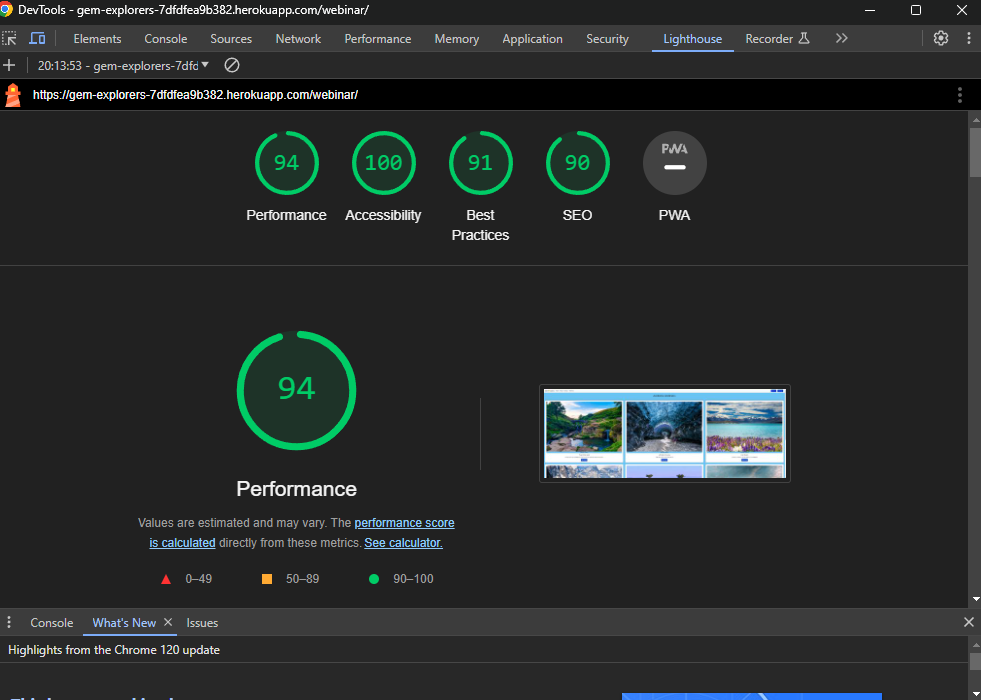 DevTools - gem-explorers-7dfdfea9b382.herokuapp.com/webinar/
Elements Console Sources Network Performance Memory Application Security Lighthouse Recorder
20:13:53 - gem-explorers-7dfd
https://gem-explorers-7dfdfea9b382.herokuapp.com/webinar/
94 100 91 90 PWA
Performance Accessibility Best Practices SEO PWA
94
Performance
Values are estimated and may vary. The performance score
is calculated directly from these metrics. See calculator.
0–49 50–89 90–100
Console What's New Issues
Highlights from the Chrome 120 update